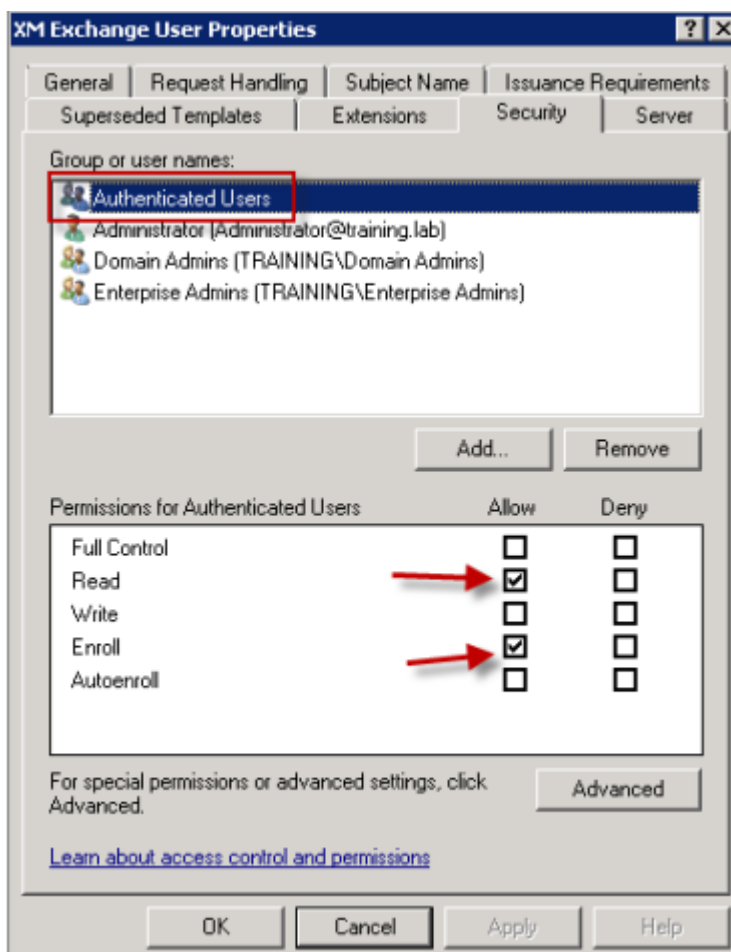 XM Exchange User Properties
General Request Handling Subject Name Issuance Requirements
Superseded Templates Extensions Security Server
Group or user names:
Authenticated Users
Administrator (Administrator@training.lab)
Domain Admins (TRAINING\Domain Admins)
Enterprise Admins (TRAINING\Enterprise Admins)
Add... Remove
Permissions for Authenticated Users Allow Deny
Full Control
Read
Write
Enroll
Autoenroll
For special permissions or advanced settings, click
Advanced.
Advanced
Learn about access control and permissions
OK Cancel Apply Help